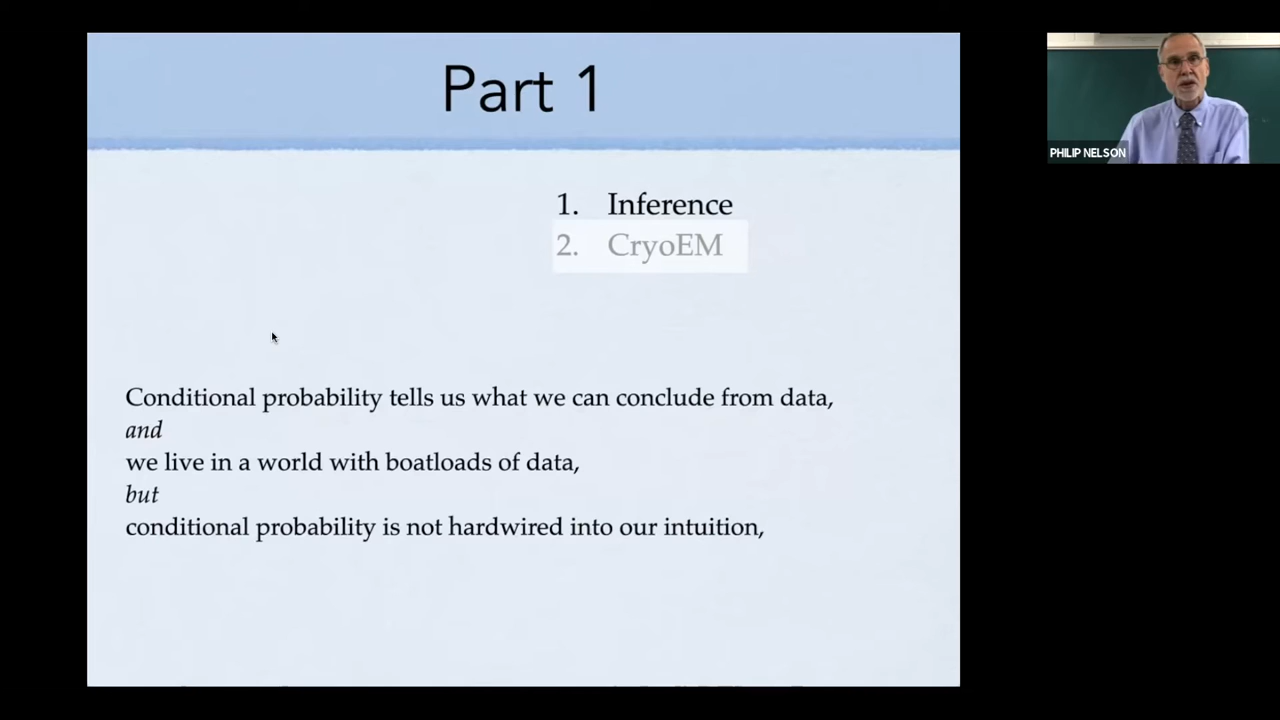 Part 1
1. Inference
2. CryoEM
Conditional probability tells us what we can conclude from data,
and
we live in a world with boatloads of data,
but
conditional probability is not hardwired into our intuition,
PHILIP NELSON